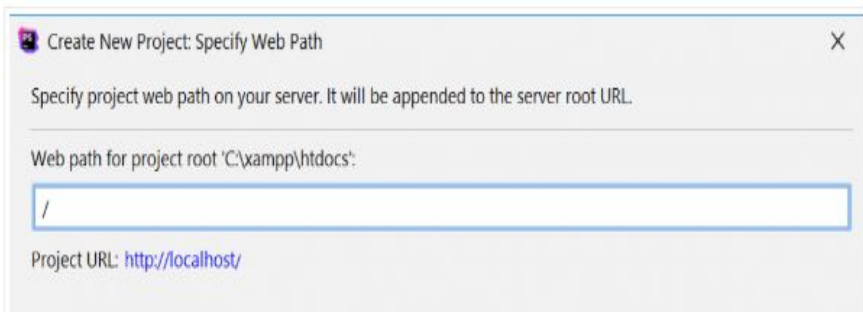 PS
Create New Project: Specify Web Path
Specify project web path on your server. It will be appended to the server root URL.
Web path for project root 'C:\xampp\htdocs':
/
Project URL: http://localhost/